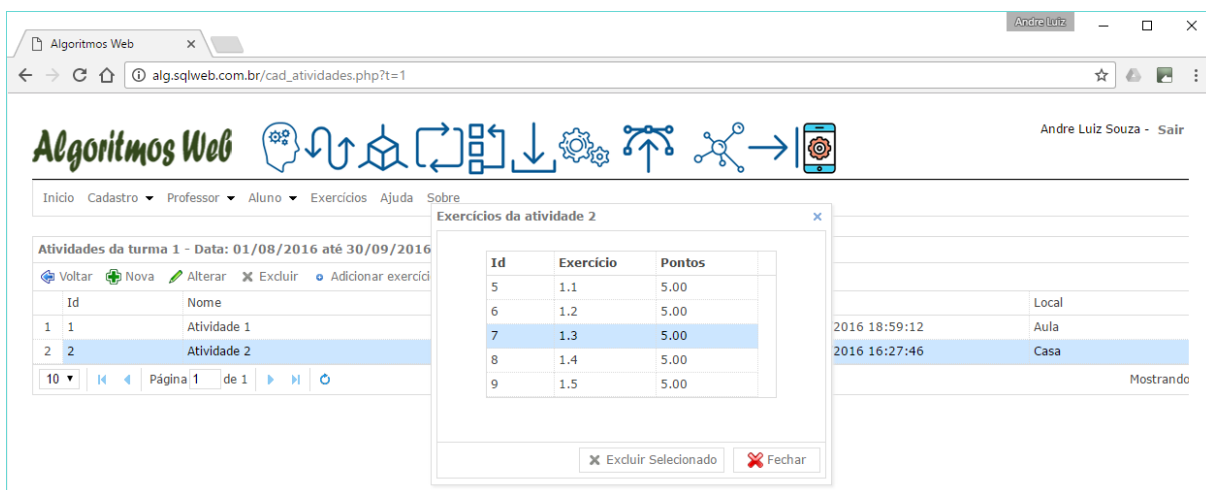 Andre Luiz
Algoritmos Web
alg.sqlweb.com.br/cad_atividades.php?t=1
Algoritmos Web
Andre Luiz Souza - Sair
Inicio Cadastro Professor Aluno Exercícios Ajuda Sobre
Exercícios da atividade 2
Atividades da turma 1 - Data: 01/08/2016 até 30/09/2016
Voltar Nova Alterar Excluir Adicionar exercíci
Id Nome Local
1 1 Atividade 1 2016 18:59:12 Aula
2 2 Atividade 2 2016 16:27:46 Casa
10 Página 1 de 1 Mostrando
Id Exercício Pontos
5 1.1 5.00
6 1.2 5.00
7 1.3 5.00
8 1.4 5.00
9 1.5 5.00
Excluir Selecionado Fechar